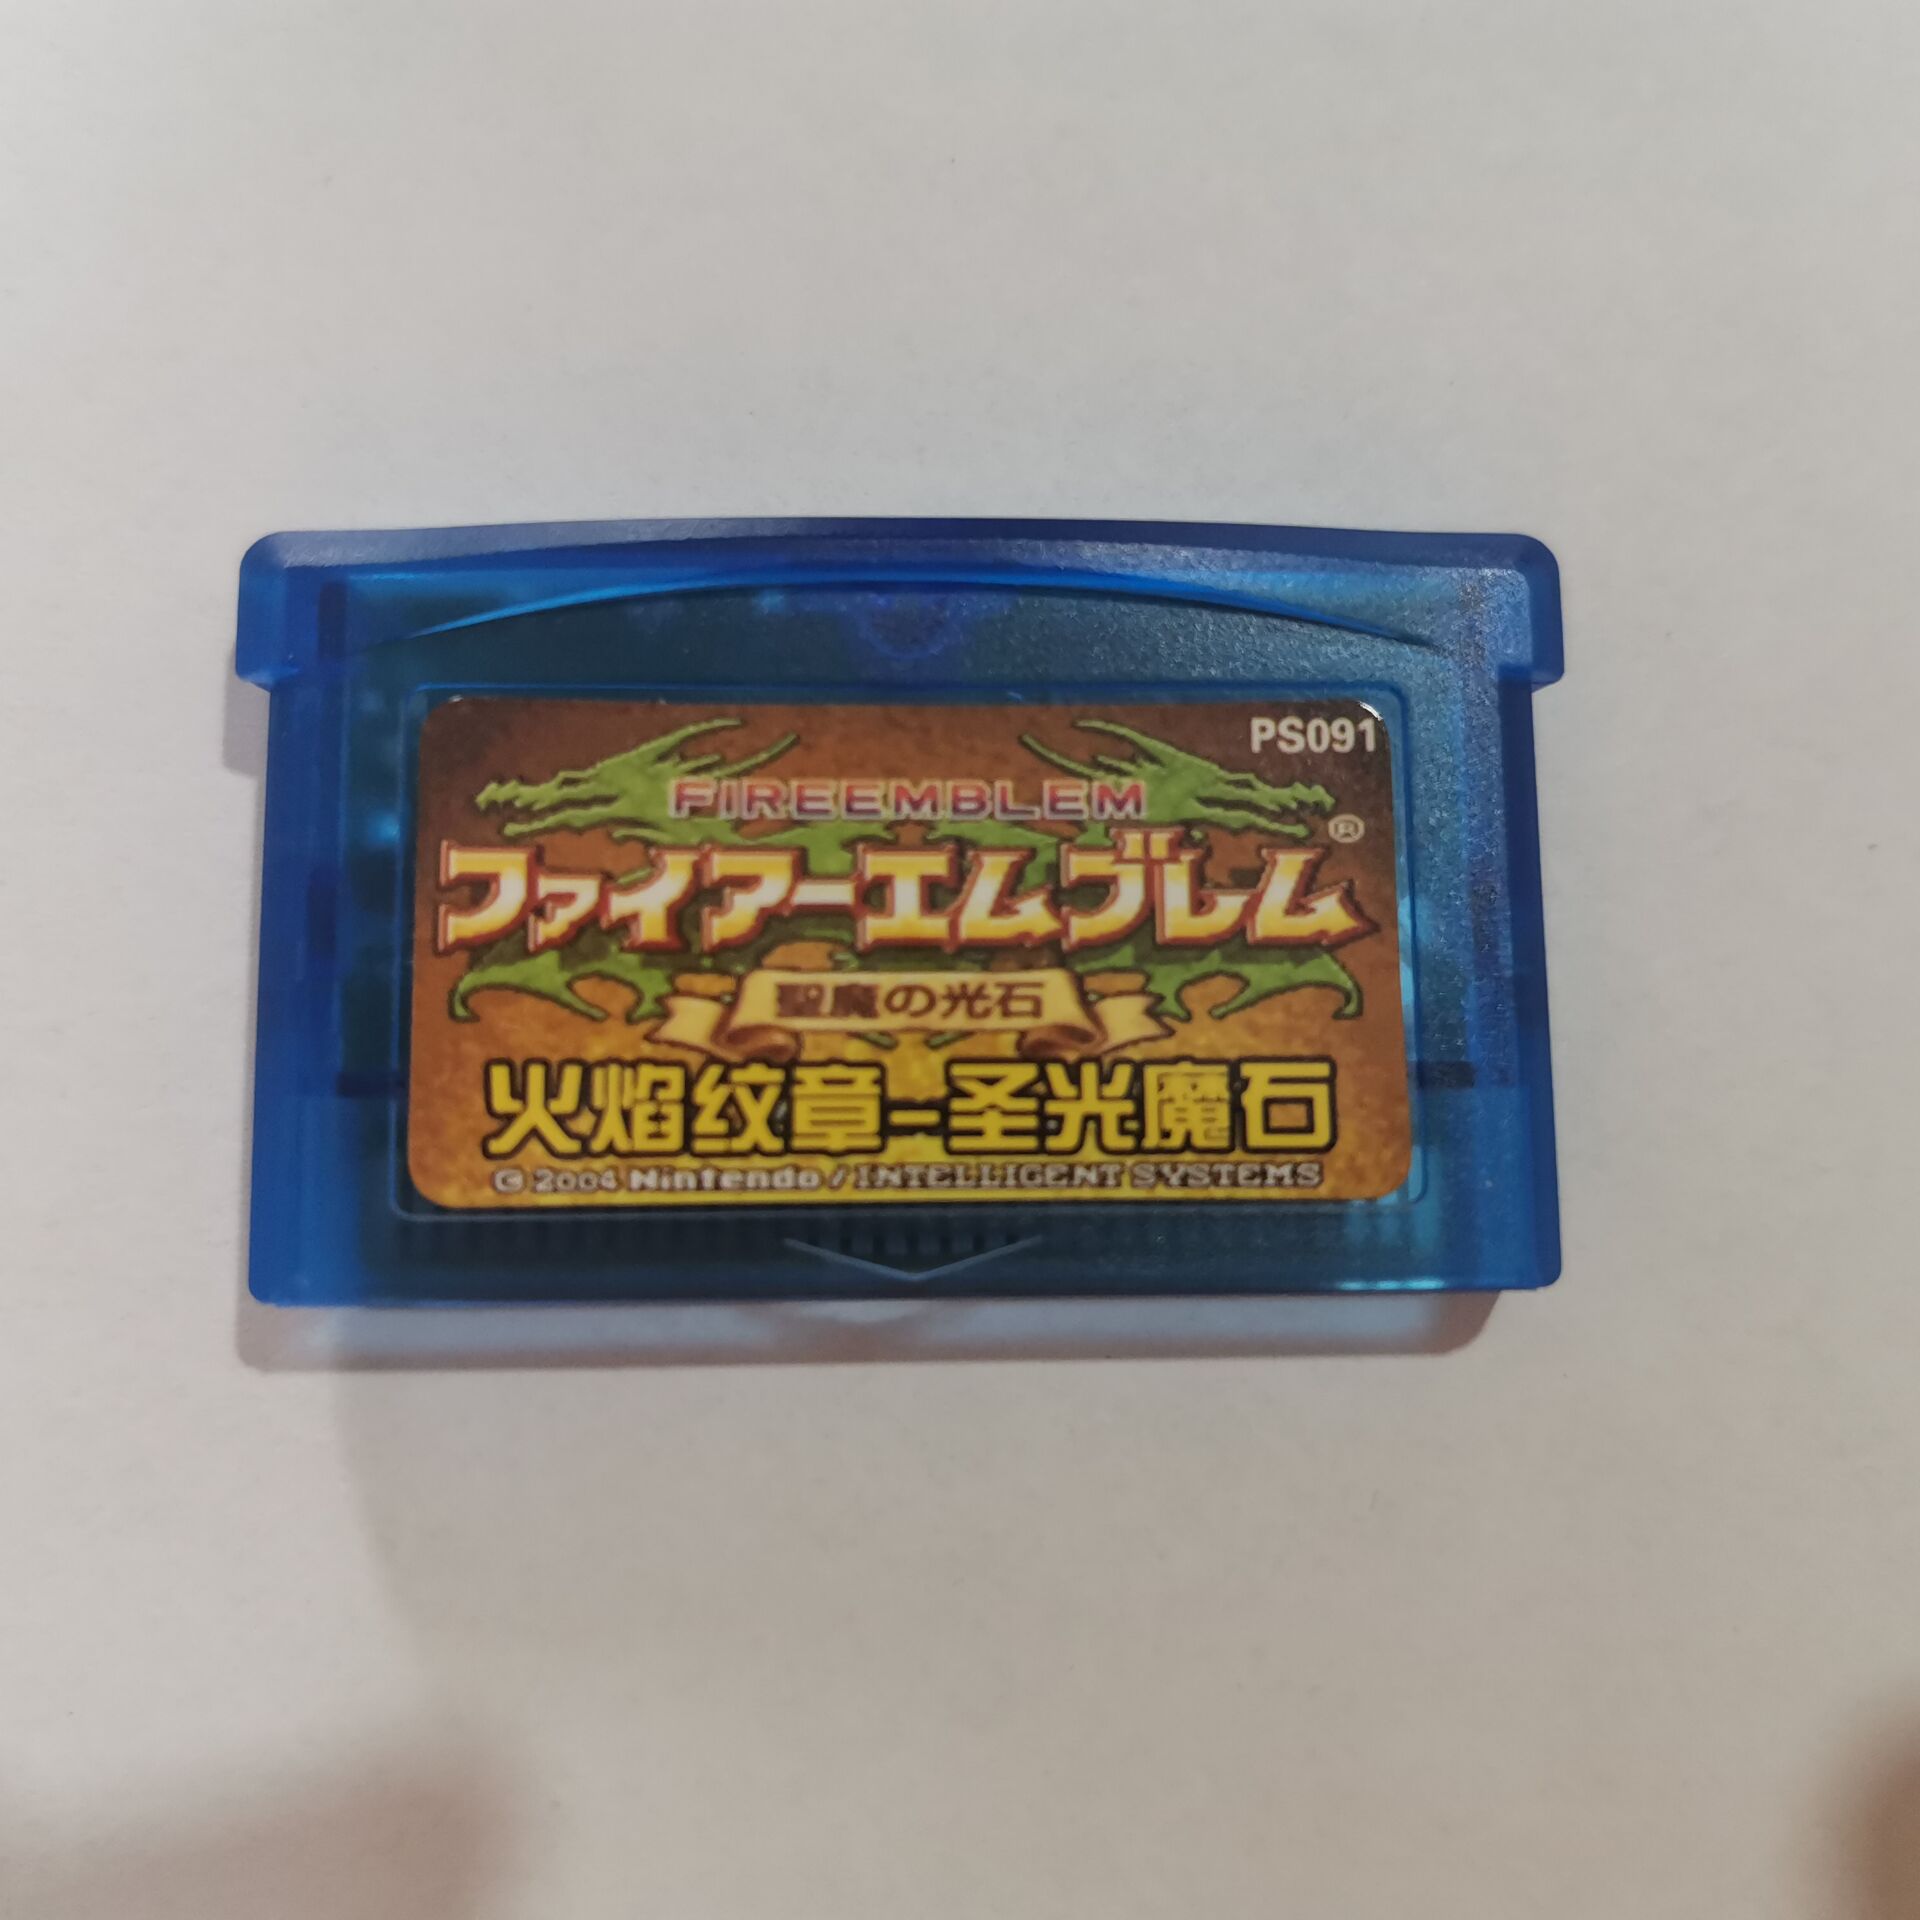 PS091
FIREEMBLEM
ファイアーエムブレム®
聖魔の光石
火焰纹章-圣光魔石
© 2004 Nintendo / INTELLIGENT SYSTEMS